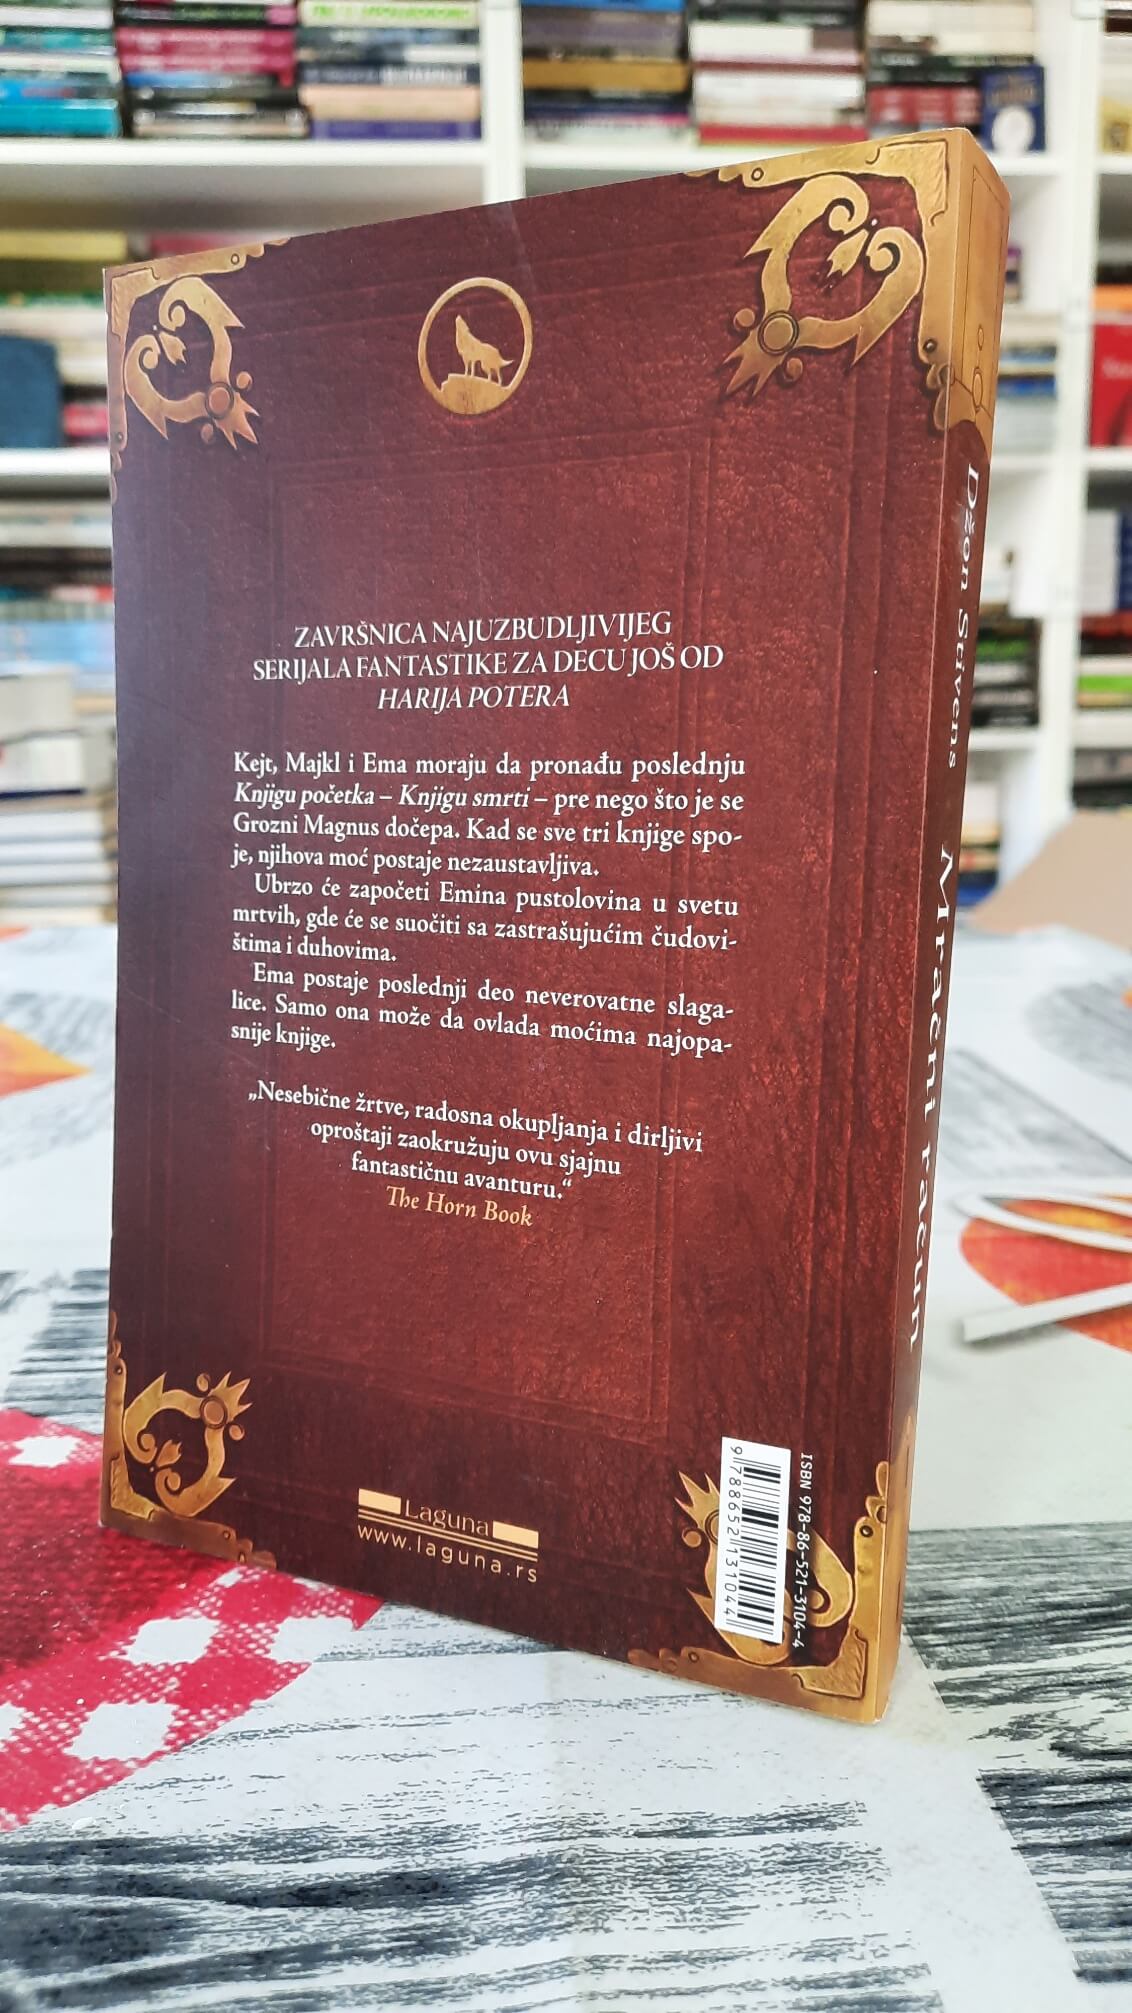 ZAVRŠNICA NAJUZBUDLJIVIJEG
SERIJALA FANTASTIKE ZA DECU JOŠ OD
HARIJA POTERA
Kejt, Majkl i Ema moraju da pronađu poslednju
Knjigu početka – Knjigu smrti – pre nego što je se
Grozni Magnus dočepa. Kad se sve tri knjige spo-
je, njihova moć postaje nezaustavljiva.
Ubrzo će započeti Emina pustolovina u svetu
mrtvih, gde će se suočiti sa zastrašujućim čudovi-
štima i duhovima.
Ema postaje poslednji deo neverovatne slaga-
lice. Samo ona može da ovlada moćima najopa-
snije knjige.
„Nesebične žrtve, radosna okupljanja i dirljivi
oproštaji zaokružuju ovu sjajnu
fantastičnu avanturu.“
The Horn Book
Laguna
www.laguna.rs
ISBN 978-86-521-3104-4
9 788652 131044
Džon Stivens Mračni račun